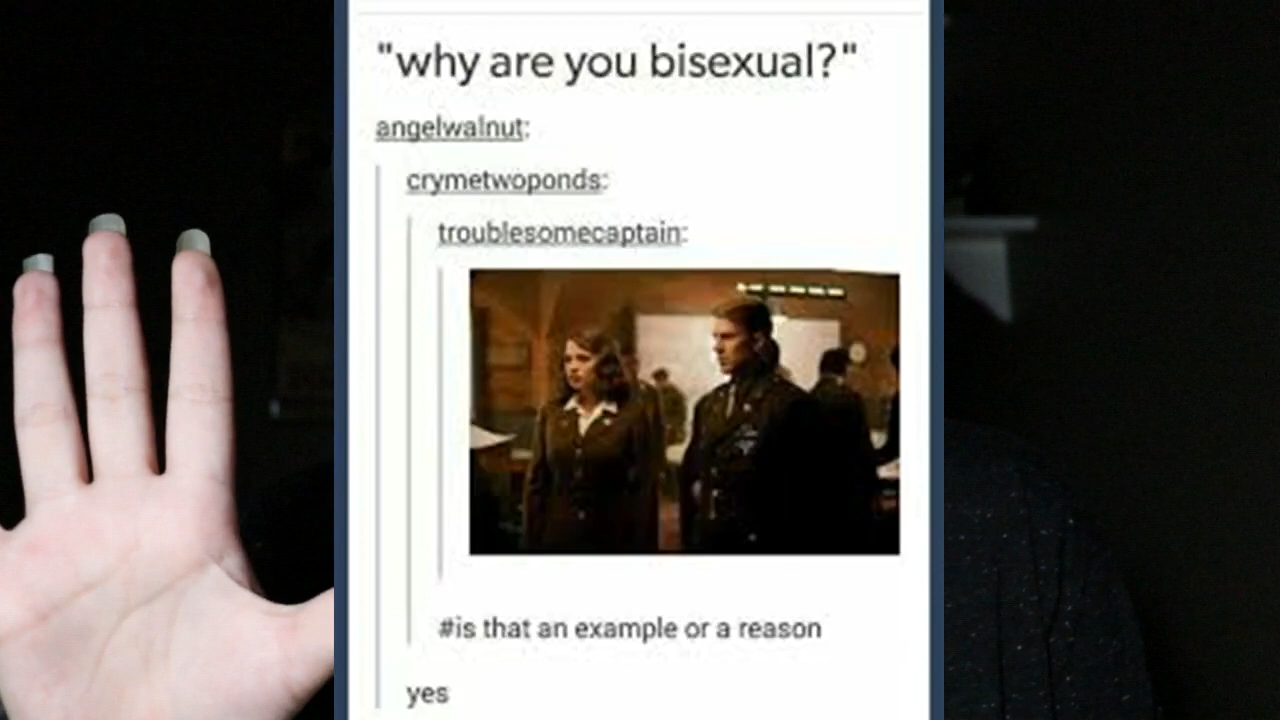 "why are you bisexual?"
angelwalnut:
crymetwoponds:
troublesomecaptain:
#is that an example or a reason
yes